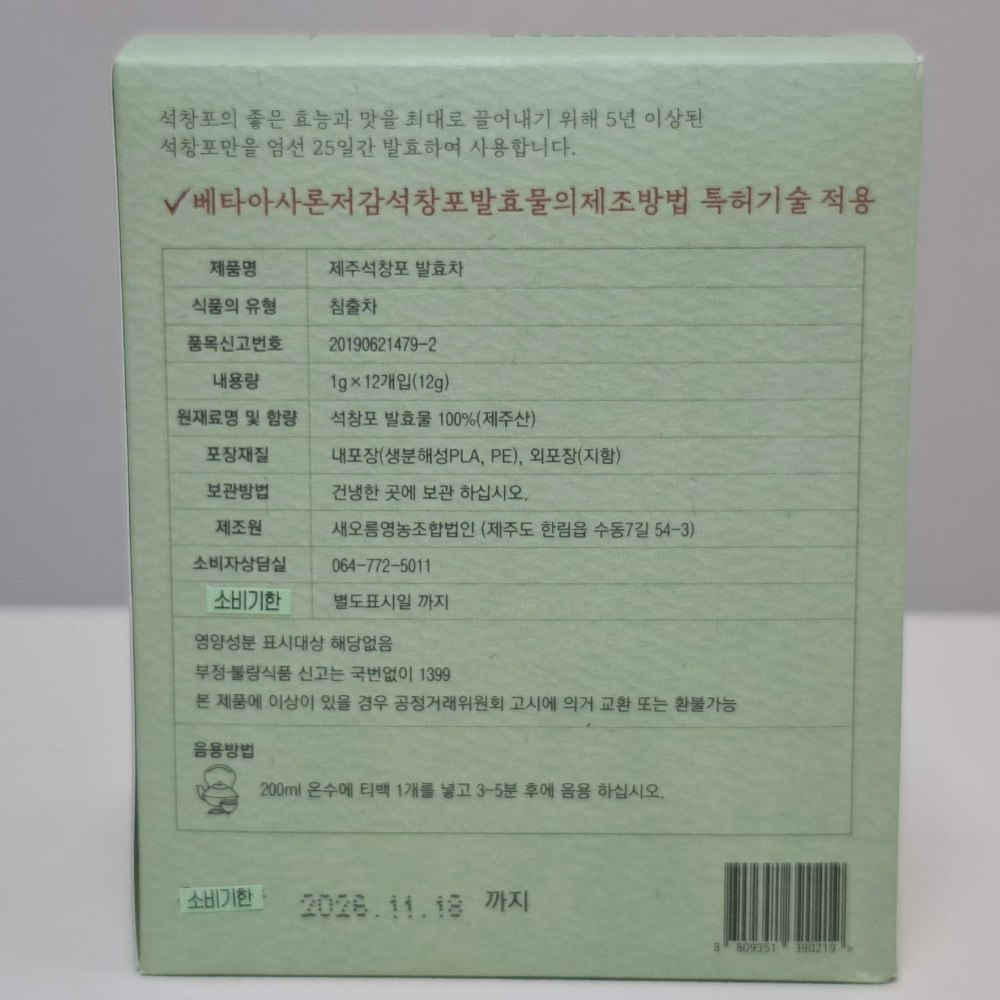 석창포의 좋은 효능과 맛을 최대로 끌어내기 위해 5년 이상된
석창포만을 엄선 25일간 발효하여 사용합니다.
✓베타아사론저감석창포발효물의제조방법 특허기술 적용
제품명 제주석창포 발효차
식품의 유형 침출차
품목신고번호 20190621479-2
내용량 1g×12개입(12g)
원재료명 및 함량 석창포 발효물 100%(제주산)
포장재질 내포장(생분해성PLA, PE), 외포장(지함)
보관방법 건냉한 곳에 보관 하십시오.
제조원 새오름영농조합법인 (제주도 한림읍 수동7길 54-3)
소비자상담실 064-772-5011
소비기한 별도표시일 까지
영양성분 표시대상 해당없음
부정·불량식품 신고는 국번없이 1399
본 제품에 이상이 있을 경우 공정거래위원회 고시에 의거 교환 또는 환불가능
음용방법
200ml 온수에 티백 1개를 넣고 3~5분 후에 음용 하십시오.
소비기한 2026.11.18 까지
8 809351 390219 >